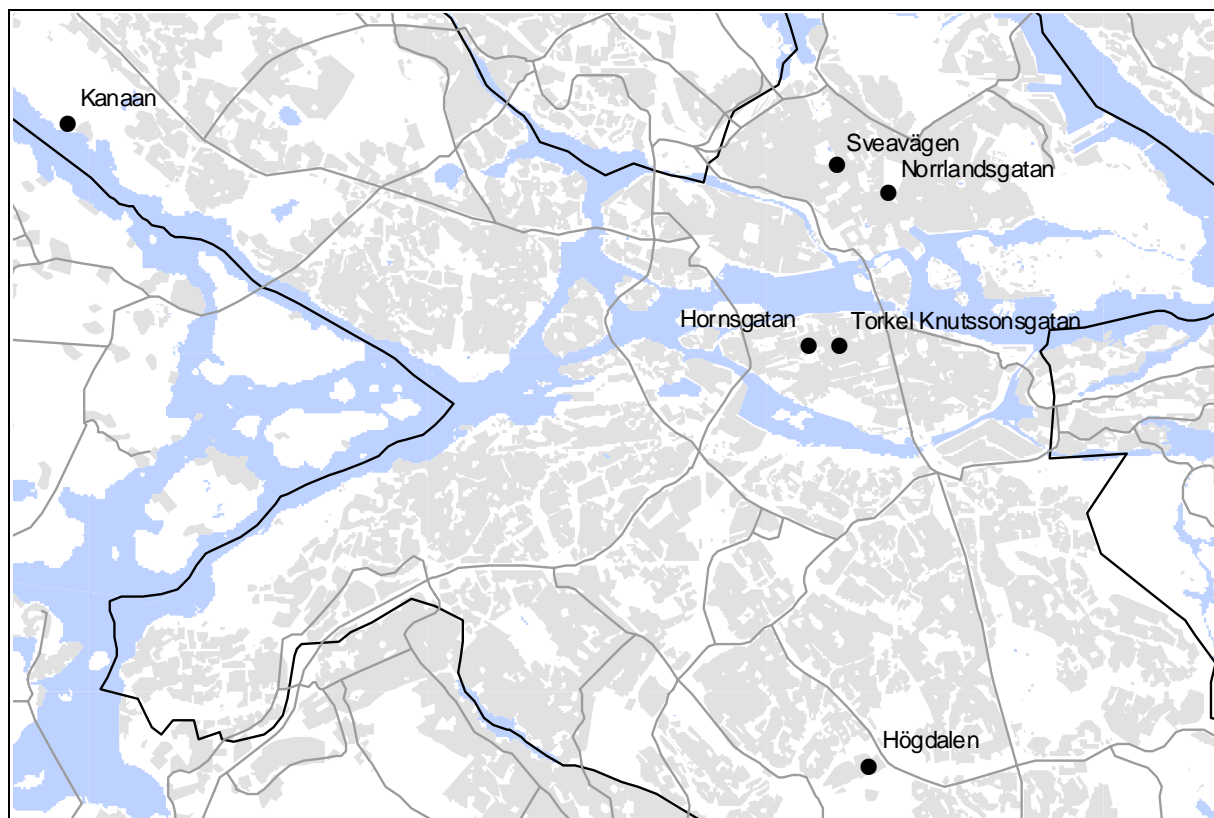 Kanaan
Sveavägen
Norrlandsgatan
Hornsgatan
Torkel Knutssonsgatan
Högdalen